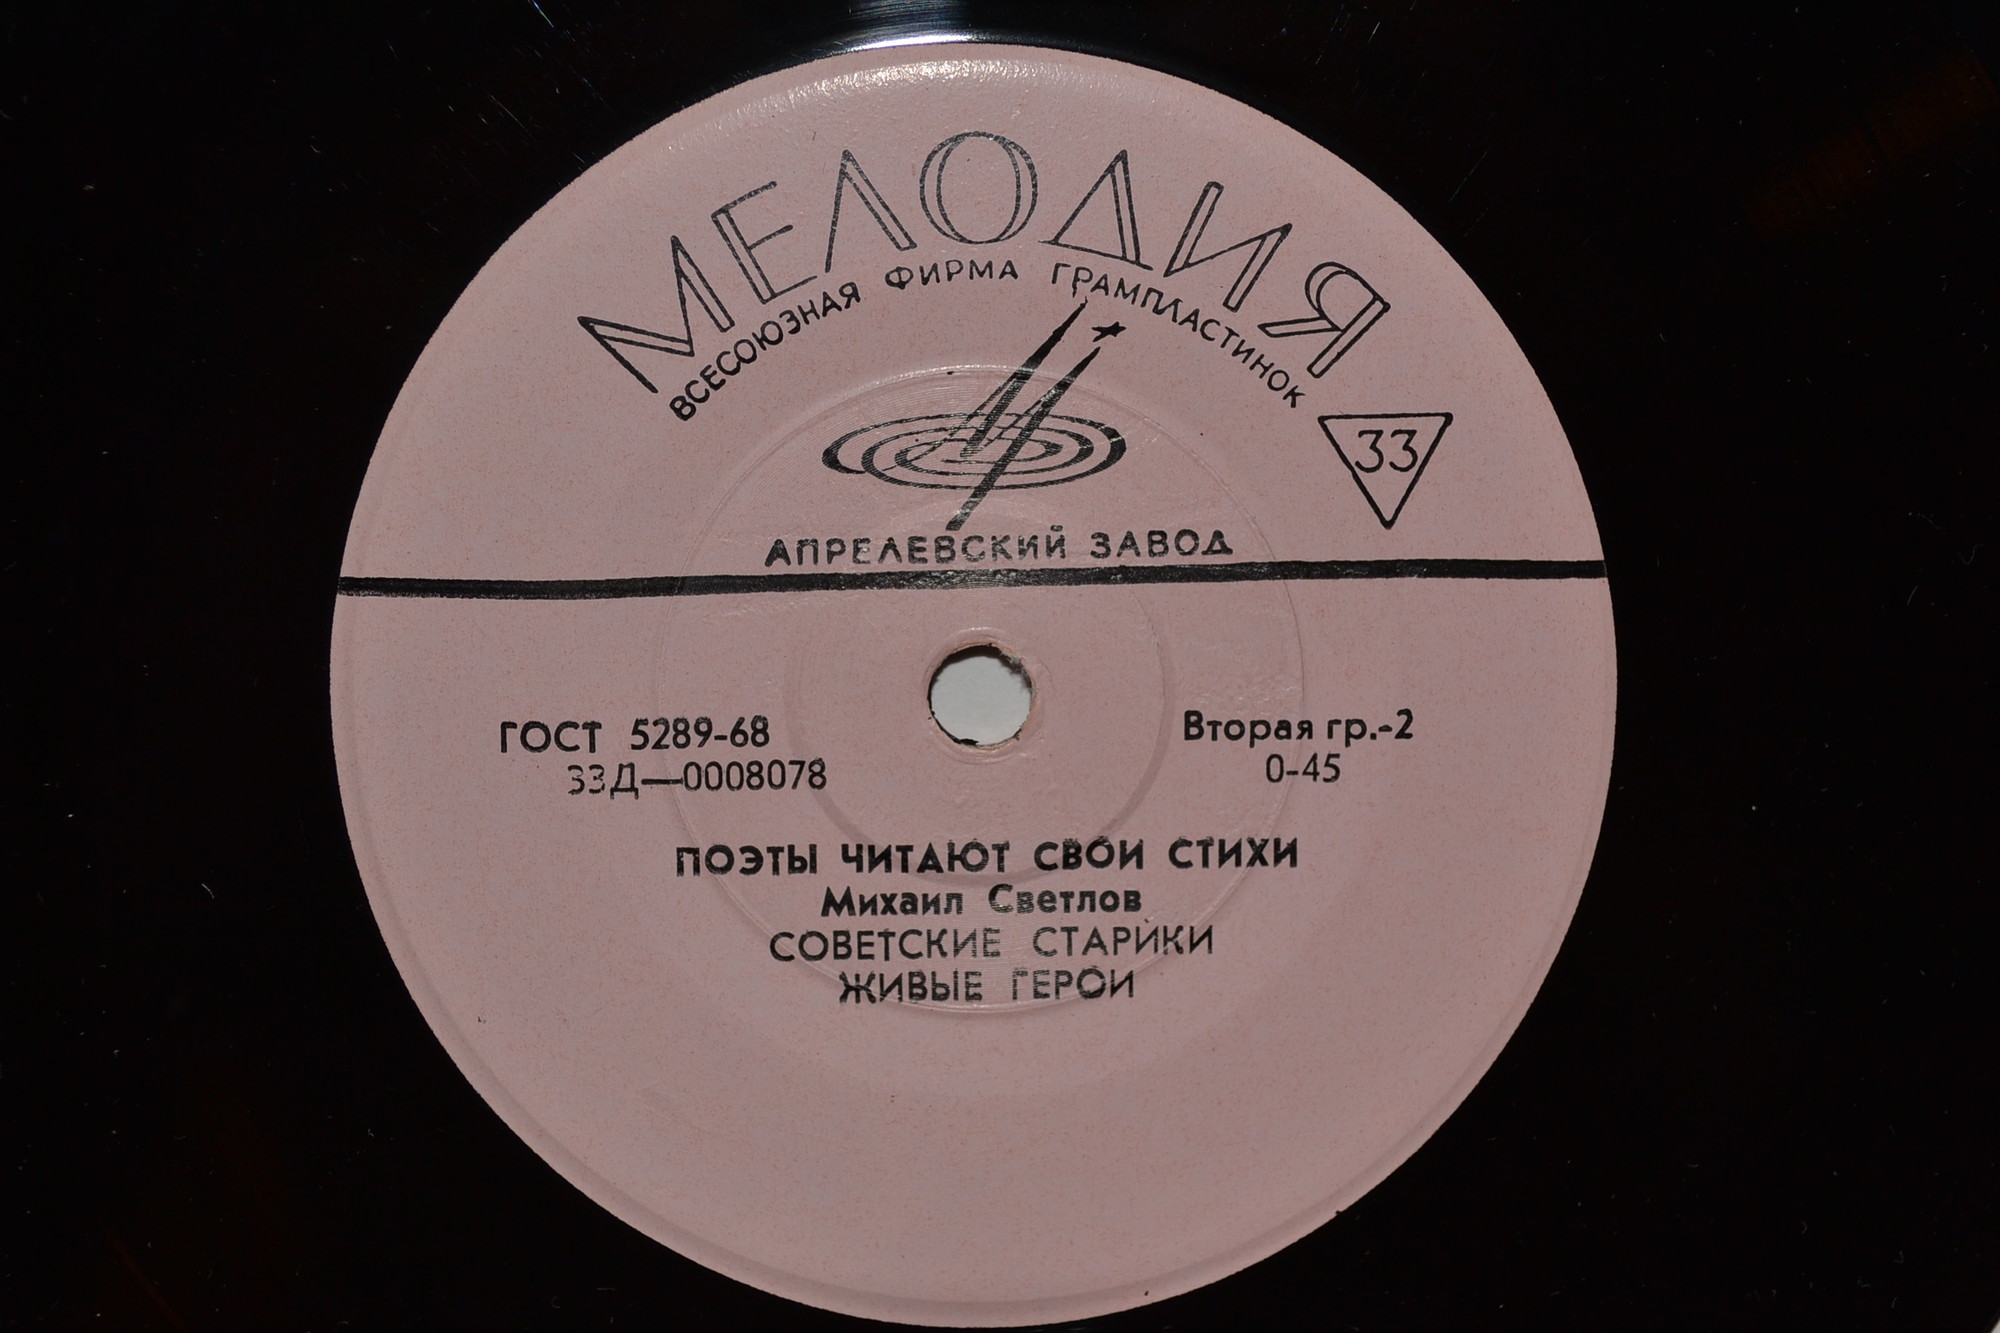 МЕЛОДИЯ
ВСЕСОЮЗНАЯ ФИРМА ГРАМПЛАСТИНОК
33
АПРЕЛЕВСКИЙ ЗАВОД
ГОСТ 5289-68
33Д—0008078
Вторая гр.-2
0-45
ПОЭТЫ ЧИТАЮТ СВОИ СТИХИ
Михаил Светлов
СОВЕТСКИЕ СТАРИКИ
ЖИВЫЕ ГЕРОИ